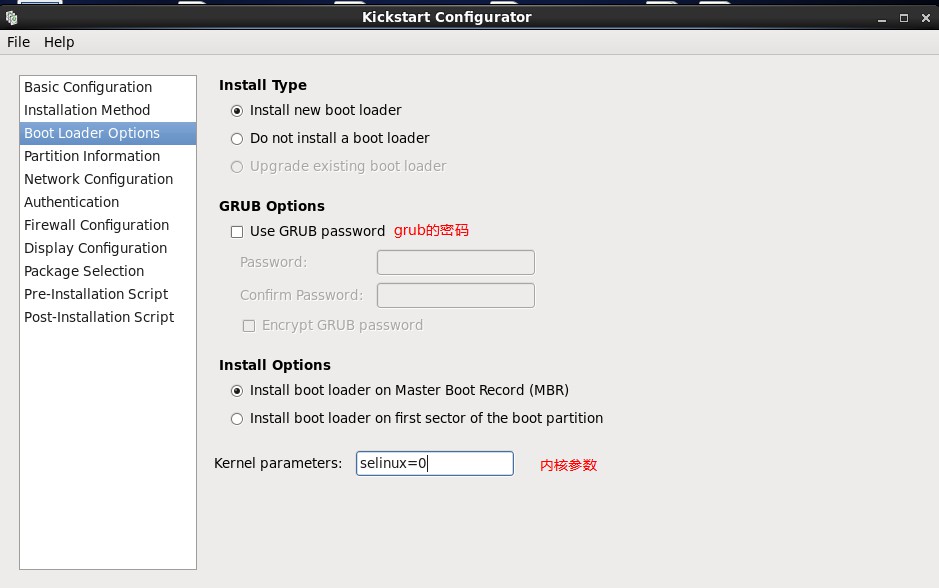 Kickstart Configurator
File Help
Basic Configuration
Installation Method
Boot Loader Options
Partition Information
Network Configuration
Authentication
Firewall Configuration
Display Configuration
Package Selection
Pre-Installation Script
Post-Installation Script
Install Type
Install new boot loader
Do not install a boot loader
Upgrade existing boot loader
GRUB Options
Use GRUB password grub的密码
Password:
Confirm Password:
Encrypt GRUB password
Install Options
Install boot loader on Master Boot Record (MBR)
Install boot loader on first sector of the boot partition
Kernel parameters: selinux=0 内核参数